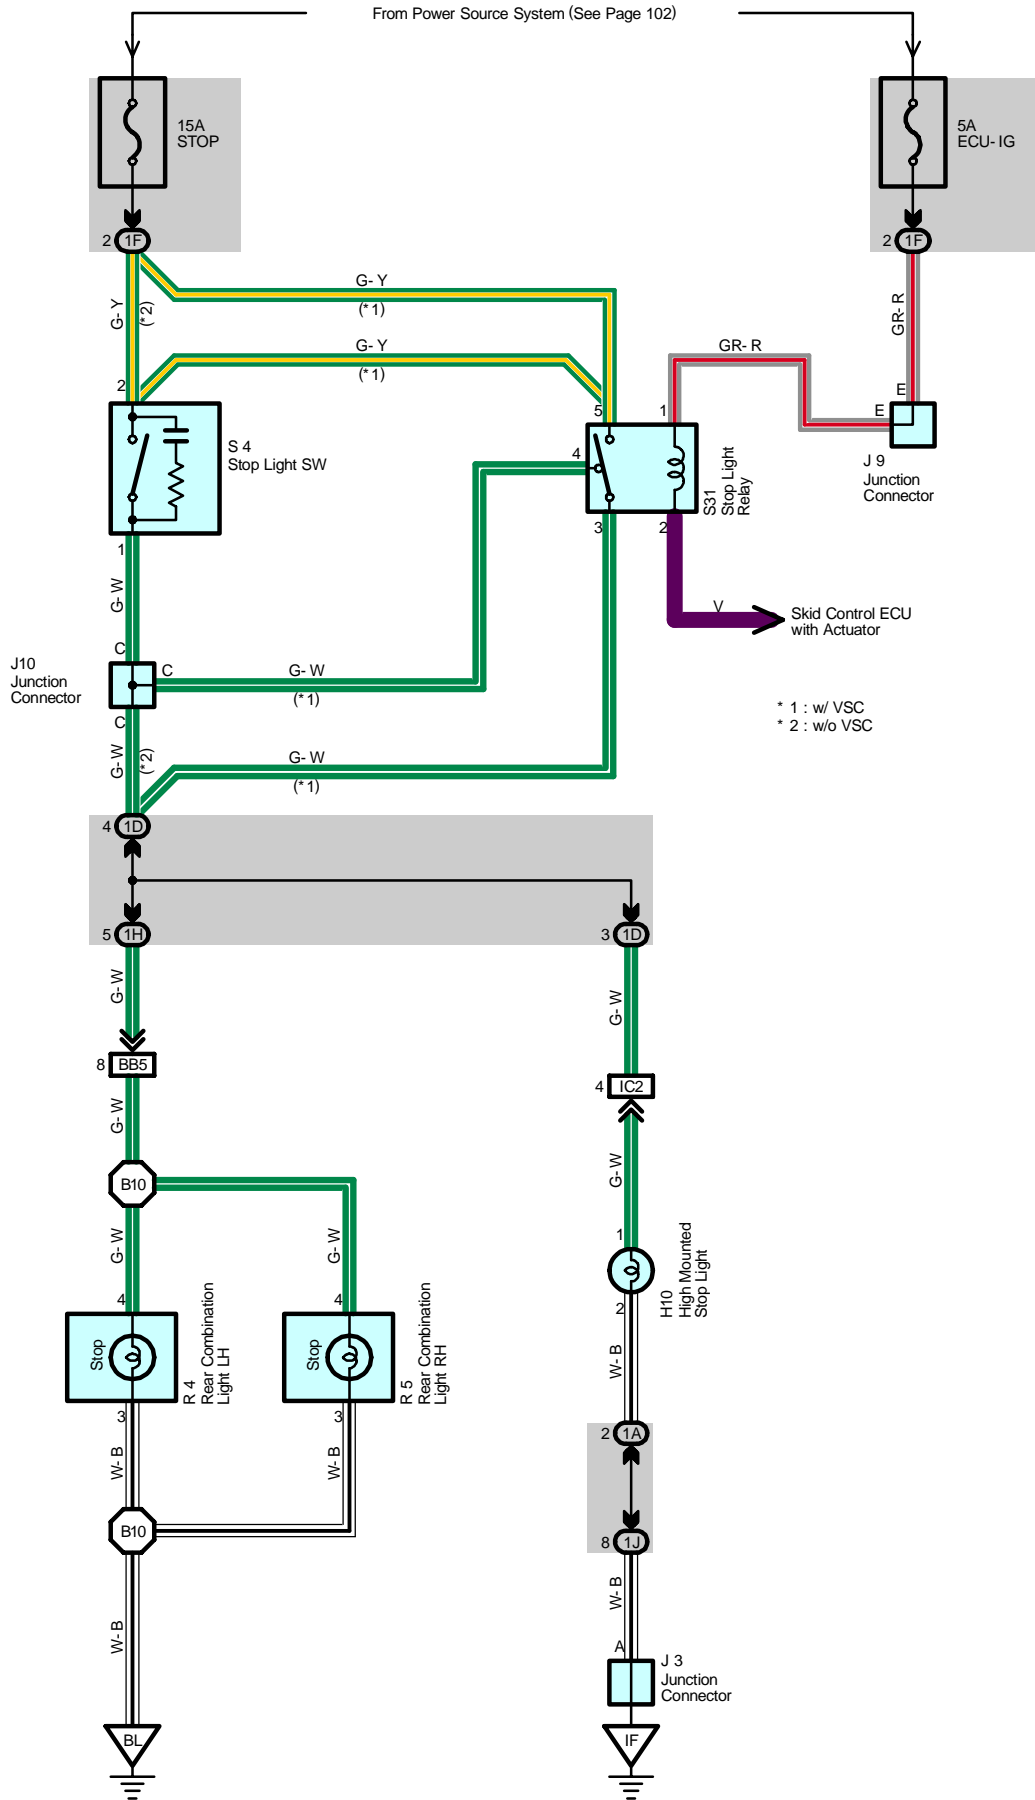 From Power Source System (See Page 102)
15A
STOP
5A
ECU- IG
2 1F
2 1F
G- Y
(* 1)
G- Y
(* 2)
GR- R
G- Y
(* 1)
GR- R
2
5
1
E
E
J 9
Junction
Connector
S 4
Stop Light SW
4
S31
Stop Light
Relay
1
3
2
G- W
V
Skid Control ECU
with Actuator
C
J10
Junction
Connector
C
G- W
(* 1)
C
* 1 : w/ VSC
* 2 : w/o VSC
G- W
(* 2)
G- W
(* 1)
4 1D
5 1H
3 1D
G- W
G- W
8 BB5
4 IC2
G- W
G- W
B10
G- W
G- W
1
H10
High Mounted
Stop Light
2
4
4
Stop
R 4
Rear Combination
Light LH
Stop
R 5
Rear Combination
Light RH
3
3
W- B
W- B
W- B
2 1A
B10
8 1J
W- B
W- B
A
J 3
Junction
Connector
BL
IF